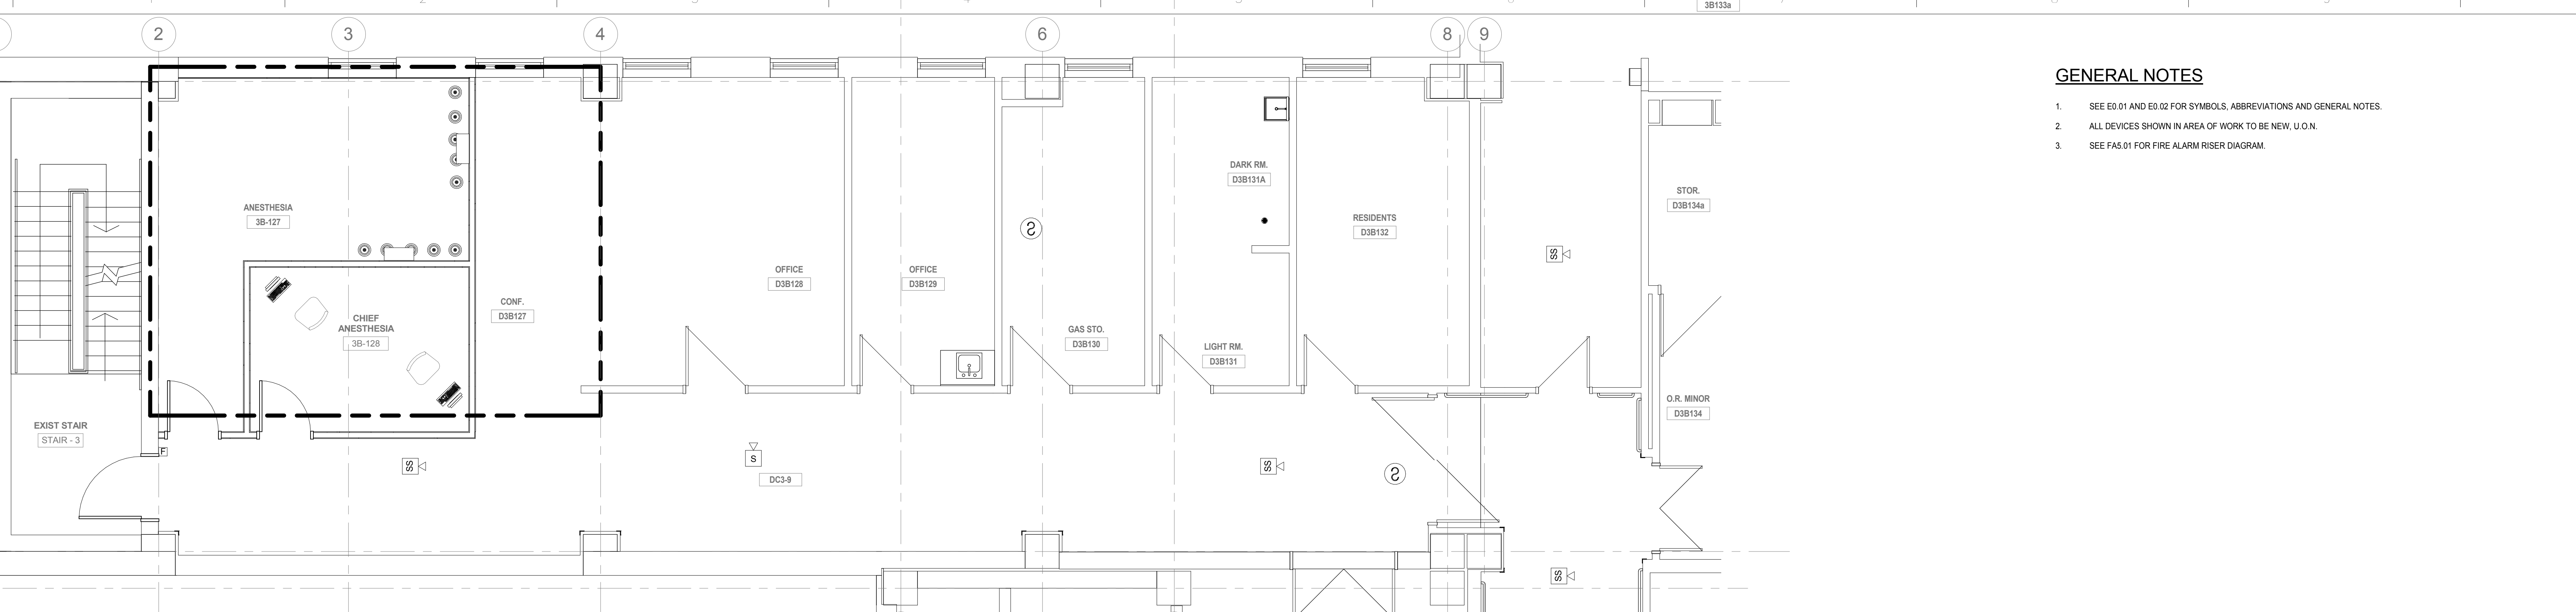 3B133a
2
3
4
6
8
9
GENERAL NOTES
1. SEE E0.01 AND E0.02 FOR SYMBOLS, ABBREVIATIONS AND GENERAL NOTES.
2. ALL DEVICES SHOWN IN AREA OF WORK TO BE NEW, U.O.N.
3. SEE FA5.01 FOR FIRE ALARM RISER DIAGRAM.
DARK RM.
D3B131A
STOR.
D3B134a
ANESTHESIA
3B-127
RESIDENTS
D3B132
S
SS
OFFICE
D3B128
OFFICE
D3B129
CONF.
D3B127
CHIEF
ANESTHESIA
3B-128
GAS STO.
D3B130
LIGHT RM.
D3B131
O.R. MINOR
D3B134
EXIST STAIR
STAIR - 3
F
SS
S
SS
S
DC3-9
SS